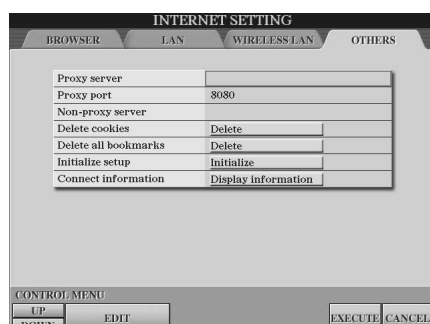 INTERNET SETTING
BROWSER LAN WIRELESS LAN OTHERS
Proxy server
Proxy port 8080
Non-proxy server
Delete cookies Delete
Delete all bookmarks Delete
Initialize setup Initialize
Connect information Display information
CONTROL MENU
UP EDIT EXECUTE CANCEL
DOWN